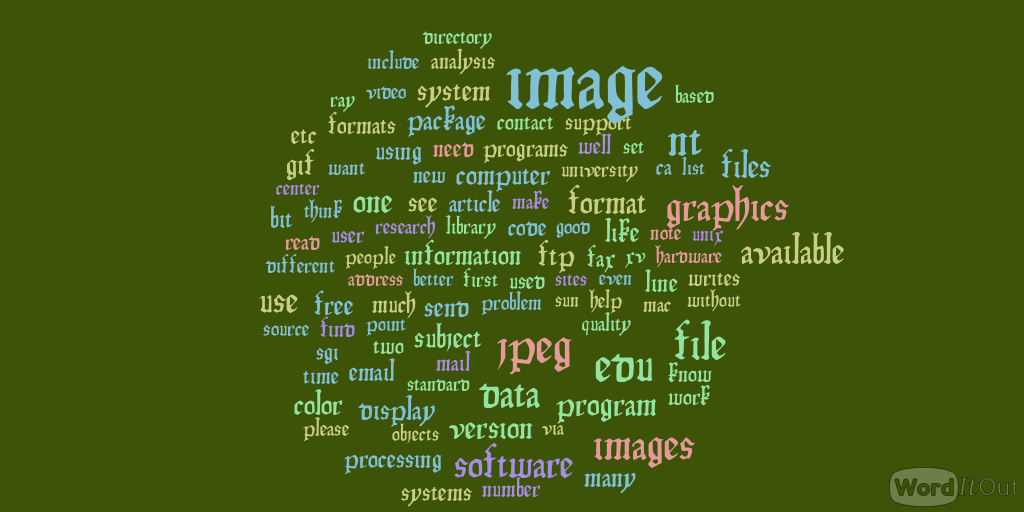 directory
include analysis
ray video system image based
etc formats package contact support
gif want using need programs well set nt
center new computer university ca list files
bit think one see article make format graphics
read user research library code good like note unix
different people information ftp fax xv hardware available
address better first used sites even line writes
use free much send problem sun help mac without
source find point quality
sgi two subject jpeg edu file
time email mail know
standard data work
color display program
please objects version via images
processing software many
systems number
WordItOut